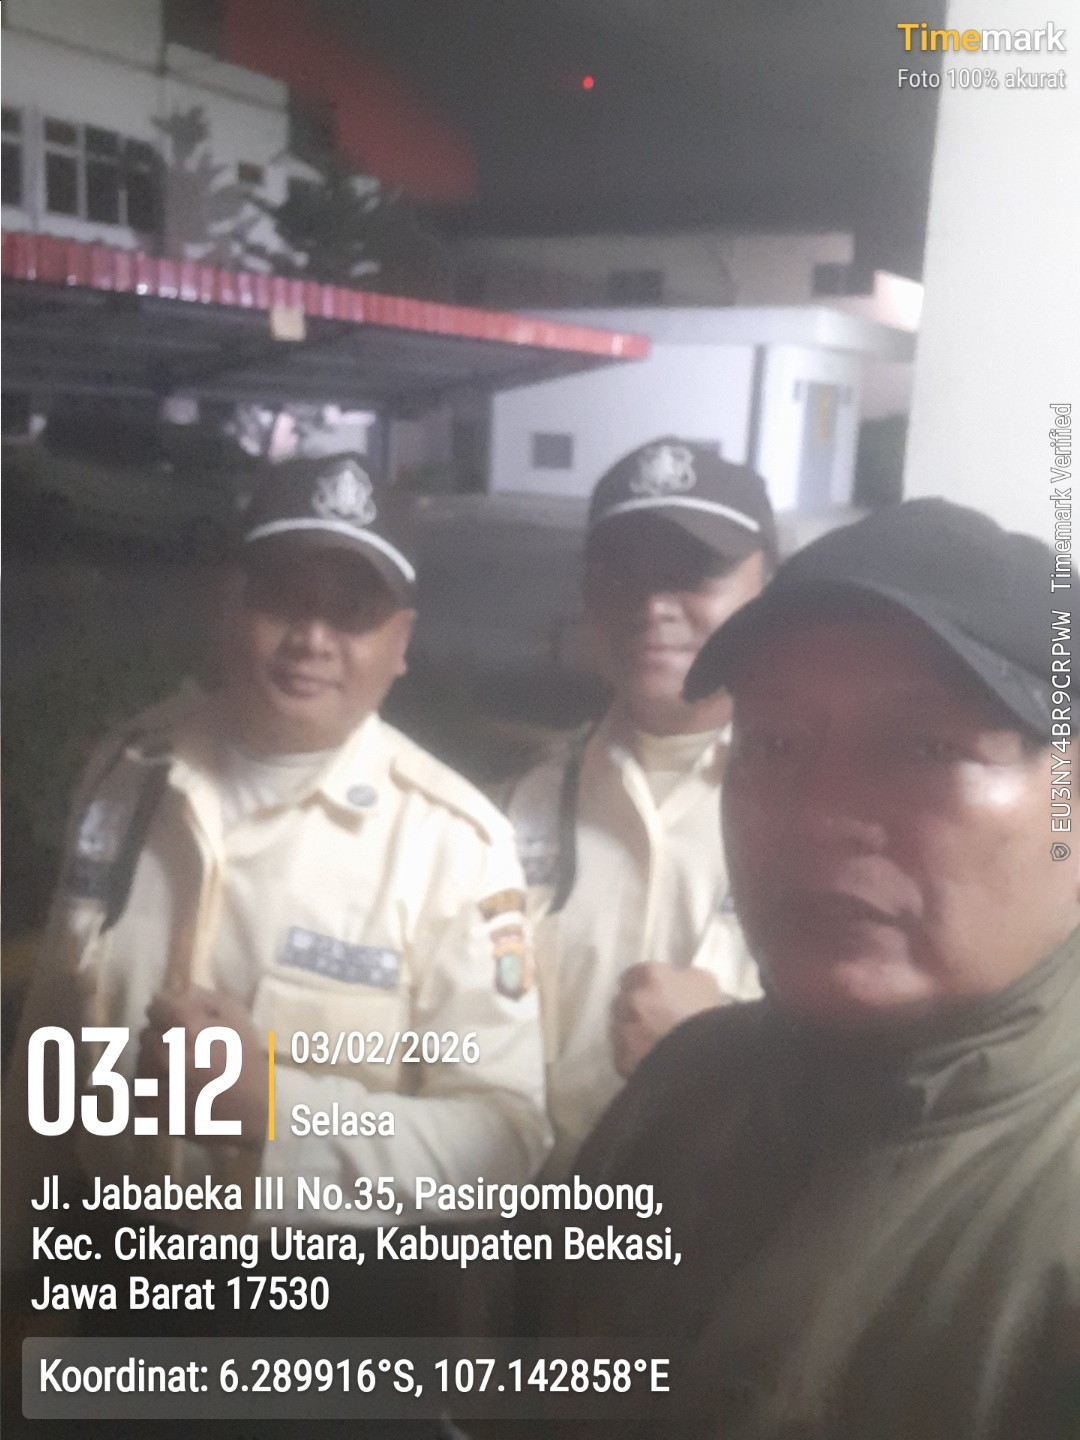 Timemark
Foto 100% akurat
03:12
03/02/2026
Selasa
Jl. Jababeka III No.35, Pasirgombong,
Kec. Cikarang Utara, Kabupaten Bekasi,
Jawa Barat 17530
Koordinat: 6.289916°S, 107.142858°E
© EU3NY4BR9CRPWW Timemark Verified